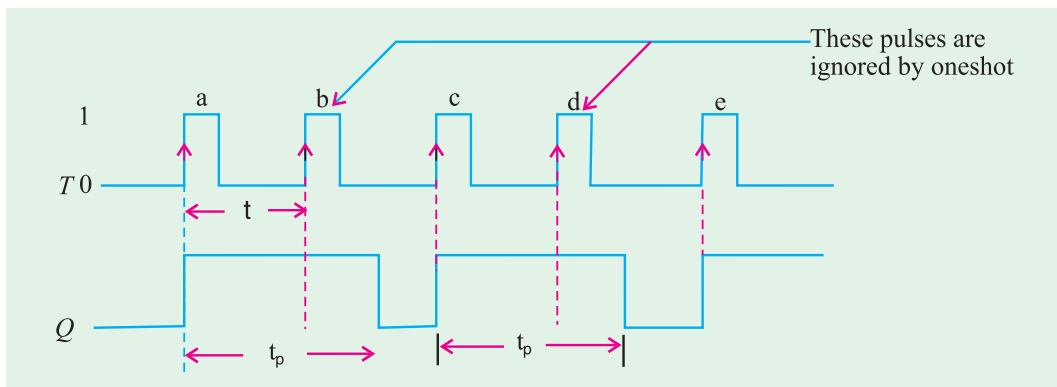 These pulses are
ignored by oneshot
a b c d e
1
T 0
t
Q
tp tp